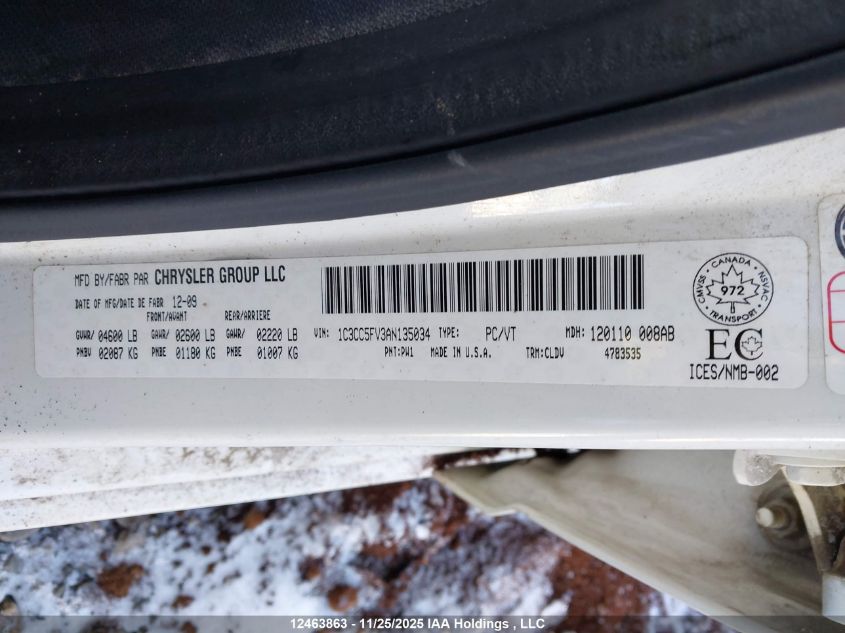 MFD BY/FABR PAR CHRYSLER GROUP LLC
DATE OF MFG/DATE DE FABR 12-09
FRONT/AVANT REAR/ARRIERE
GVWR/ 04600 LB GAWR/ 02600 LB GAWR/ 02220 LB
PNBV 02087 KG PNBE 01180 KG PNBE 01007 KG
VIN: 1C3CC5FV3AN135034 TYPE: PC/VT MDH: 120110 008AB
PNT:PW1 MADE IN U.S.A. TRM:CLDV 4783535
CANADA
CMVSS NSVAC
972
TRANSPORT
EC
ICES/NMB-002
12463863 - 11/25/2025 IAA Holdings , LLC